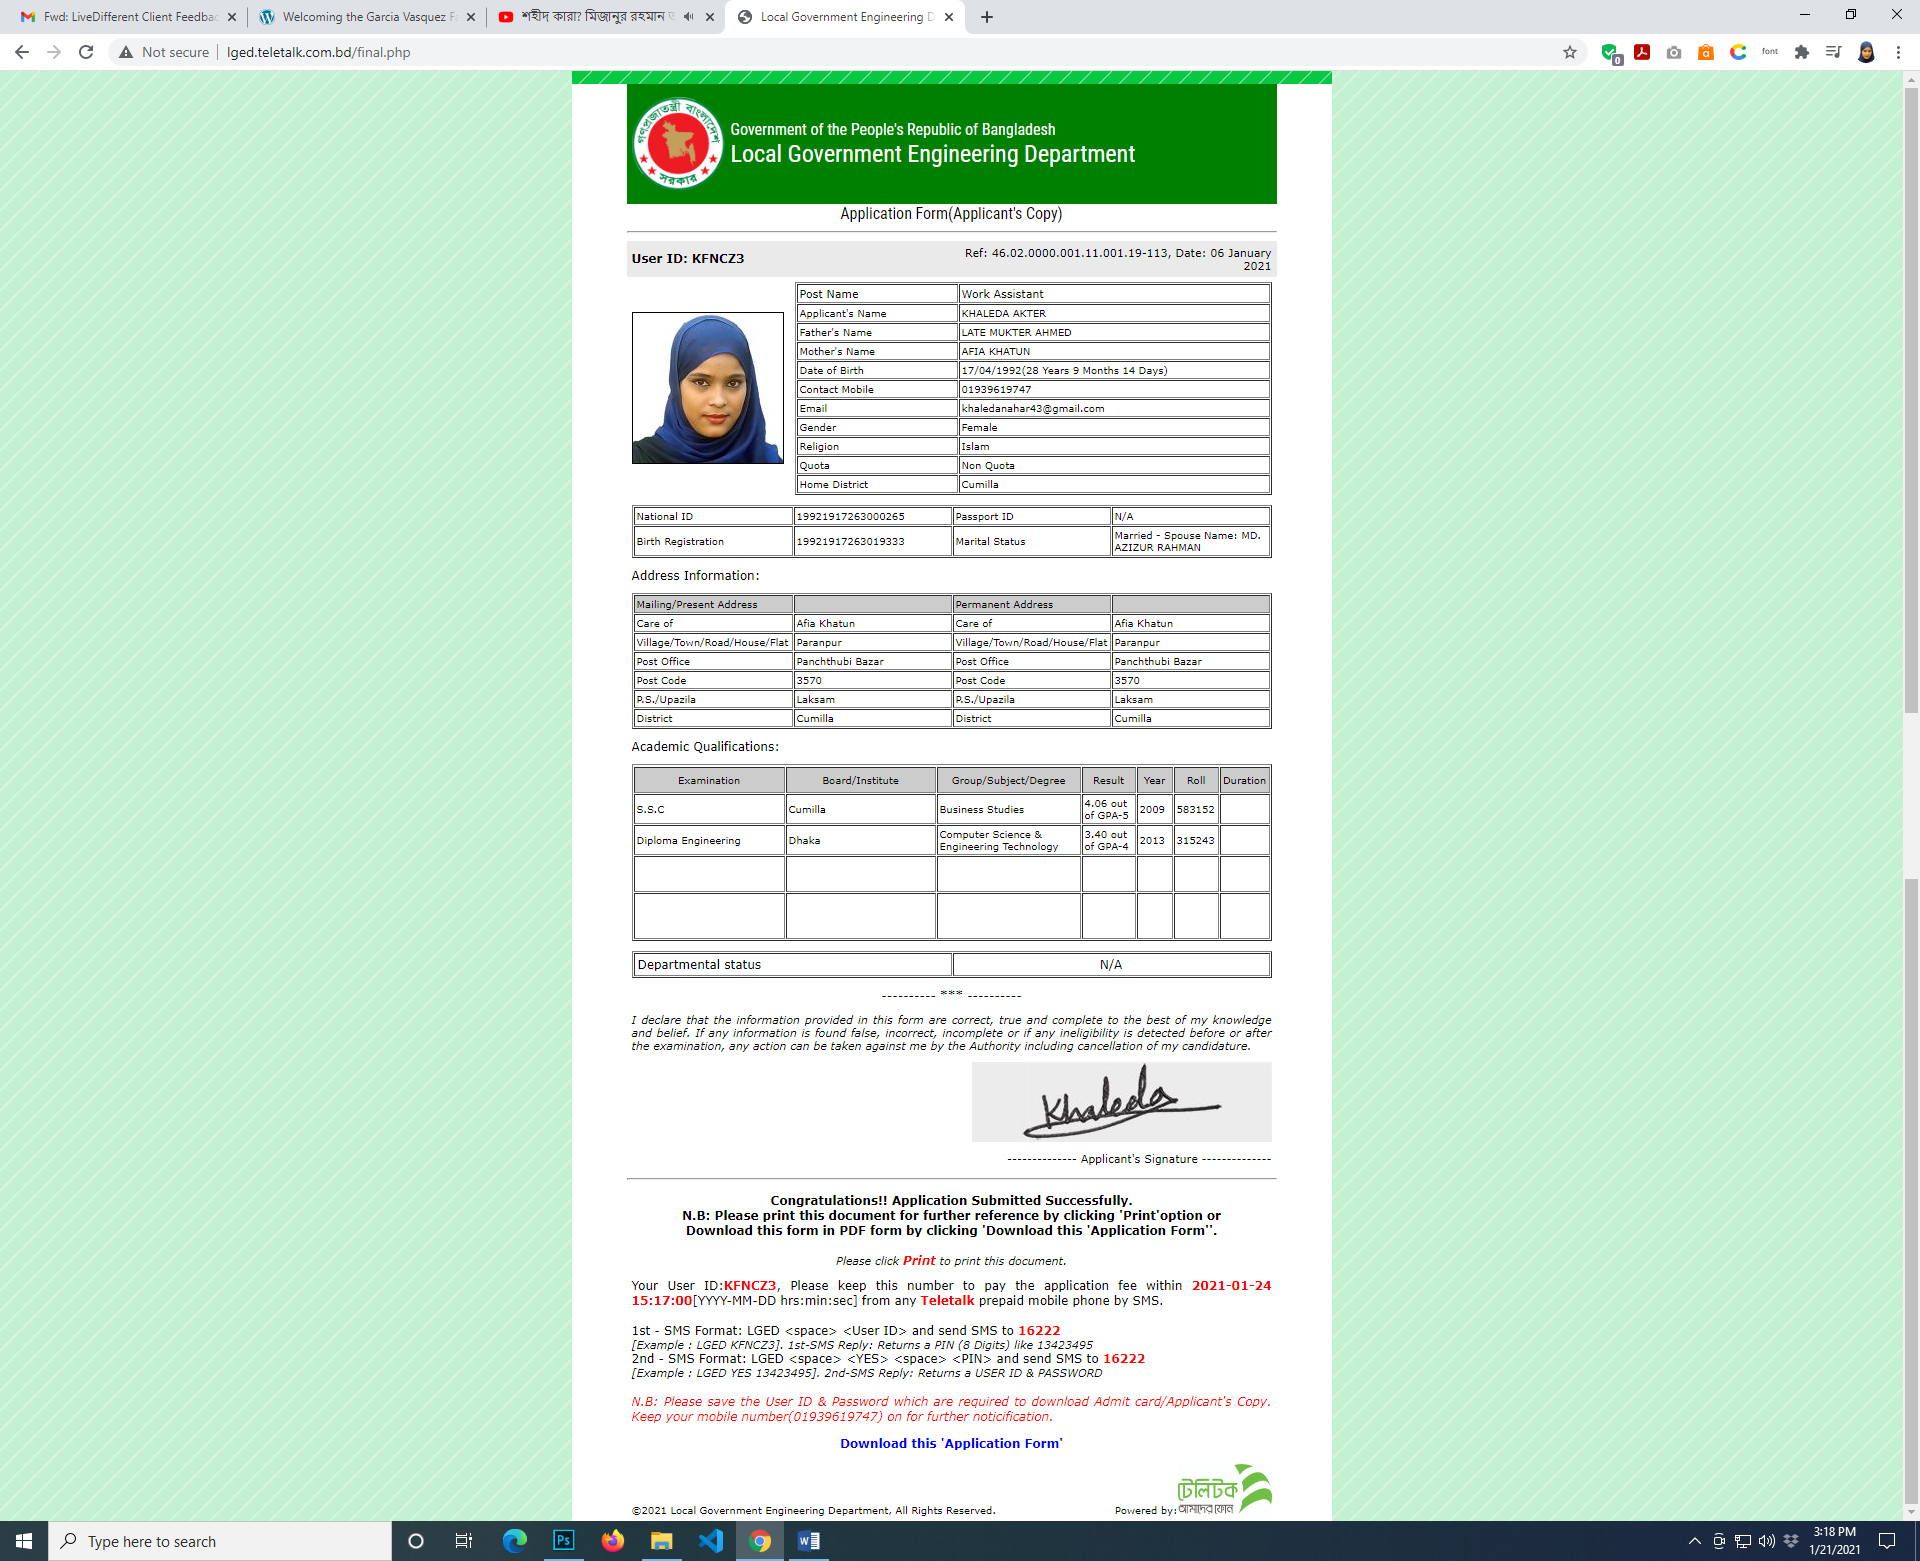 Fwd: LiveDifferent Client Feedbac
Welcoming the Garcia Vasquez Fa
শহীদ কারা? মিজানুর রহমান
Local Government Engineering D
Not secure
lged.teletalk.com.bd/final.php
0
font
গণপ্রজাতন্ত্রী বাংলাদেশ
সরকার
Government of the People's Republic of Bangladesh
Local Government Engineering Department
Application Form(Applicant's Copy)
User ID: KFNCZ3
Ref: 46.02.0000.001.11.001.19-113, Date: 06 January
2021
Post Name Work Assistant
Applicant's Name KHALEDA AKTER
Father's Name LATE MUKTER AHMED
Mother's Name AFIA KHATUN
Date of Birth 17/04/1992(28 Years 9 Months 14 Days)
Contact Mobile 01939619747
Email khaledanahar43@gmail.com
Gender Female
Religion Islam
Quota Non Quota
Home District Cumilla
National ID 19921917263000265 Passport ID N/A
Birth Registration 19921917263019333 Marital Status Married - Spouse Name: MD.
AZIZUR RAHMAN
Address Information:
Mailing/Present Address Permanent Address
Care of Afia Khatun Care of Afia Khatun
Village/Town/Road/House/Flat Paranpur Village/Town/Road/House/Flat Paranpur
Post Office Panchthubi Bazar Post Office Panchthubi Bazar
Post Code 3570 Post Code 3570
P.S./Upazila Laksam P.S./Upazila Laksam
District Cumilla District Cumilla
Academic Qualifications:
Examination Board/Institute Group/Subject/Degree Result Year Roll Duration
S.S.C Cumilla Business Studies 4.06 out
of GPA-5 2009 583152
Diploma Engineering Dhaka Computer Science &
Engineering Technology 3.40 out
of GPA-4 2013 315243
Departmental status N/A
---------- *** ----------
I declare that the information provided in this form are correct, true and complete to the best of my knowledge
and belief. If any information is found false, incorrect, incomplete or if any ineligibility is detected before or after
the examination, any action can be taken against me by the Authority including cancellation of my candidature.
Khaleda
-------------- Applicant's Signature --------------
Congratulations!! Application Submitted Successfully.
N.B: Please print this document for further reference by clicking 'Print'option or
Download this form in PDF form by clicking 'Download this 'Application Form''.
Please click Print to print this document.
Your User ID:KFNCZ3, Please keep this number to pay the application fee within 2021-01-24
15:17:00[YYYY-MM-DD hrs:min:sec] from any Teletalk prepaid mobile phone by SMS.
1st - SMS Format: LGED <space> <User ID> and send SMS to 16222
[Example : LGED KFNCZ3]. 1st-SMS Reply: Returns a PIN (8 Digits) like 13423495
2nd - SMS Format: LGED <space> <YES> <space> <PIN> and send SMS to 16222
[Example : LGED YES 13423495]. 2nd-SMS Reply: Returns a USER ID & PASSWORD
N.B: Please save the User ID & Password which are required to download Admit card/Applicant's Copy.
Keep your mobile number(01939619747) on for further noticification.
Download this 'Application Form'
©2021 Local Government Engineering Department, All Rights Reserved.
Powered by:
টেলিটক
আমাদের ফোন
Type here to search
Ps
W
3:18 PM
1/21/2021